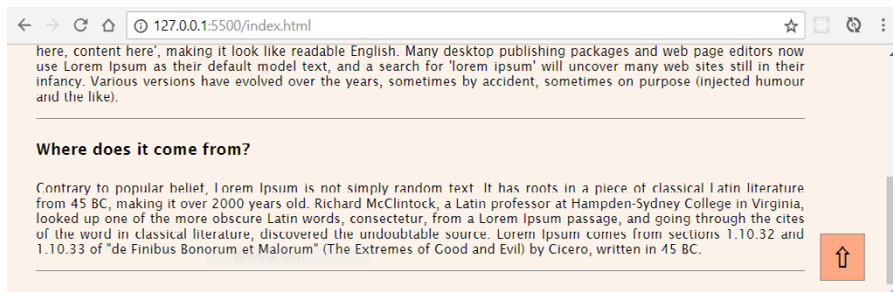 127.0.0.1:5500/index.html
here, content here', making it look like readable English. Many desktop publishing packages and web page editors now
use Lorem Ipsum as their default model text, and a search for 'lorem ipsum' will uncover many web sites still in their
infancy. Various versions have evolved over the years, sometimes by accident, sometimes on purpose (injected humour
and the like).
Where does it come from?
Contrary to popular belief, Lorem Ipsum is not simply random text. It has roots in a piece of classical Latin literature
from 45 BC, making it over 2000 years old. Richard McClintock, a Latin professor at Hampden-Sydney College in Virginia,
looked up one of the more obscure Latin words, consectetur, from a Lorem Ipsum passage, and going through the cites
of the word in classical literature, discovered the undoubtable source. Lorem Ipsum comes from sections 1.10.32 and
1.10.33 of "de Finibus Bonorum et Malorum" (The Extremes of Good and Evil) by Cicero, written in 45 BC.